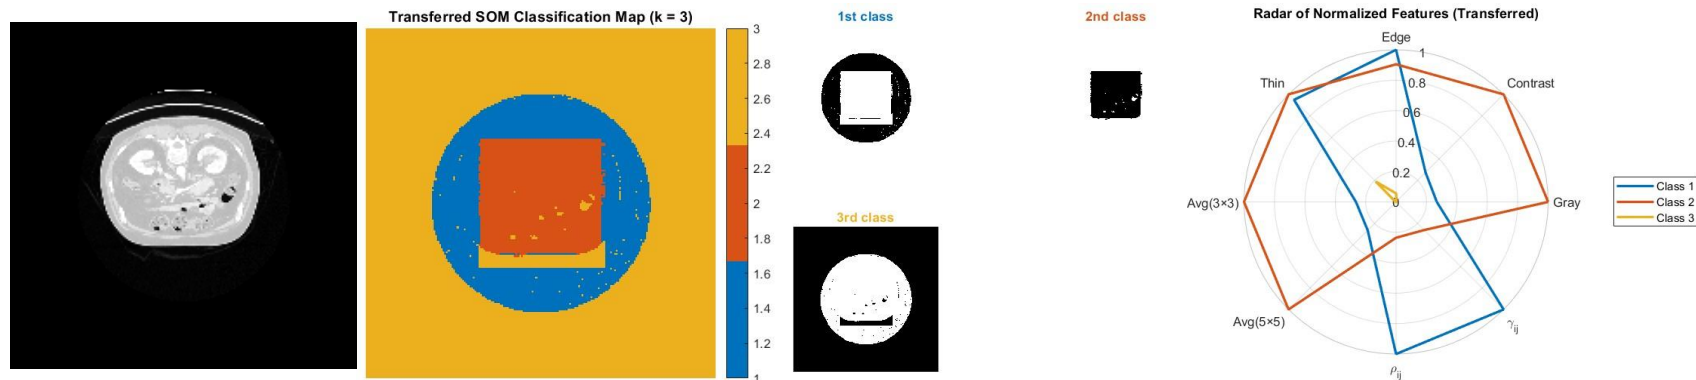 Transferred SOM Classification Map (k = 3)
3
2.8
2.6
2.4
2.2
2
1.8
1.6
1.4
1.2
1
1st class
2nd class
3rd class
Radar of Normalized Features (Transferred)
Edge
Thin
Contrast
Avg(3×3)
Gray
Avg(5×5)
γij
ρij
1
0.8
0.6
0.4
0.2
0
Class 1
Class 2
Class 3